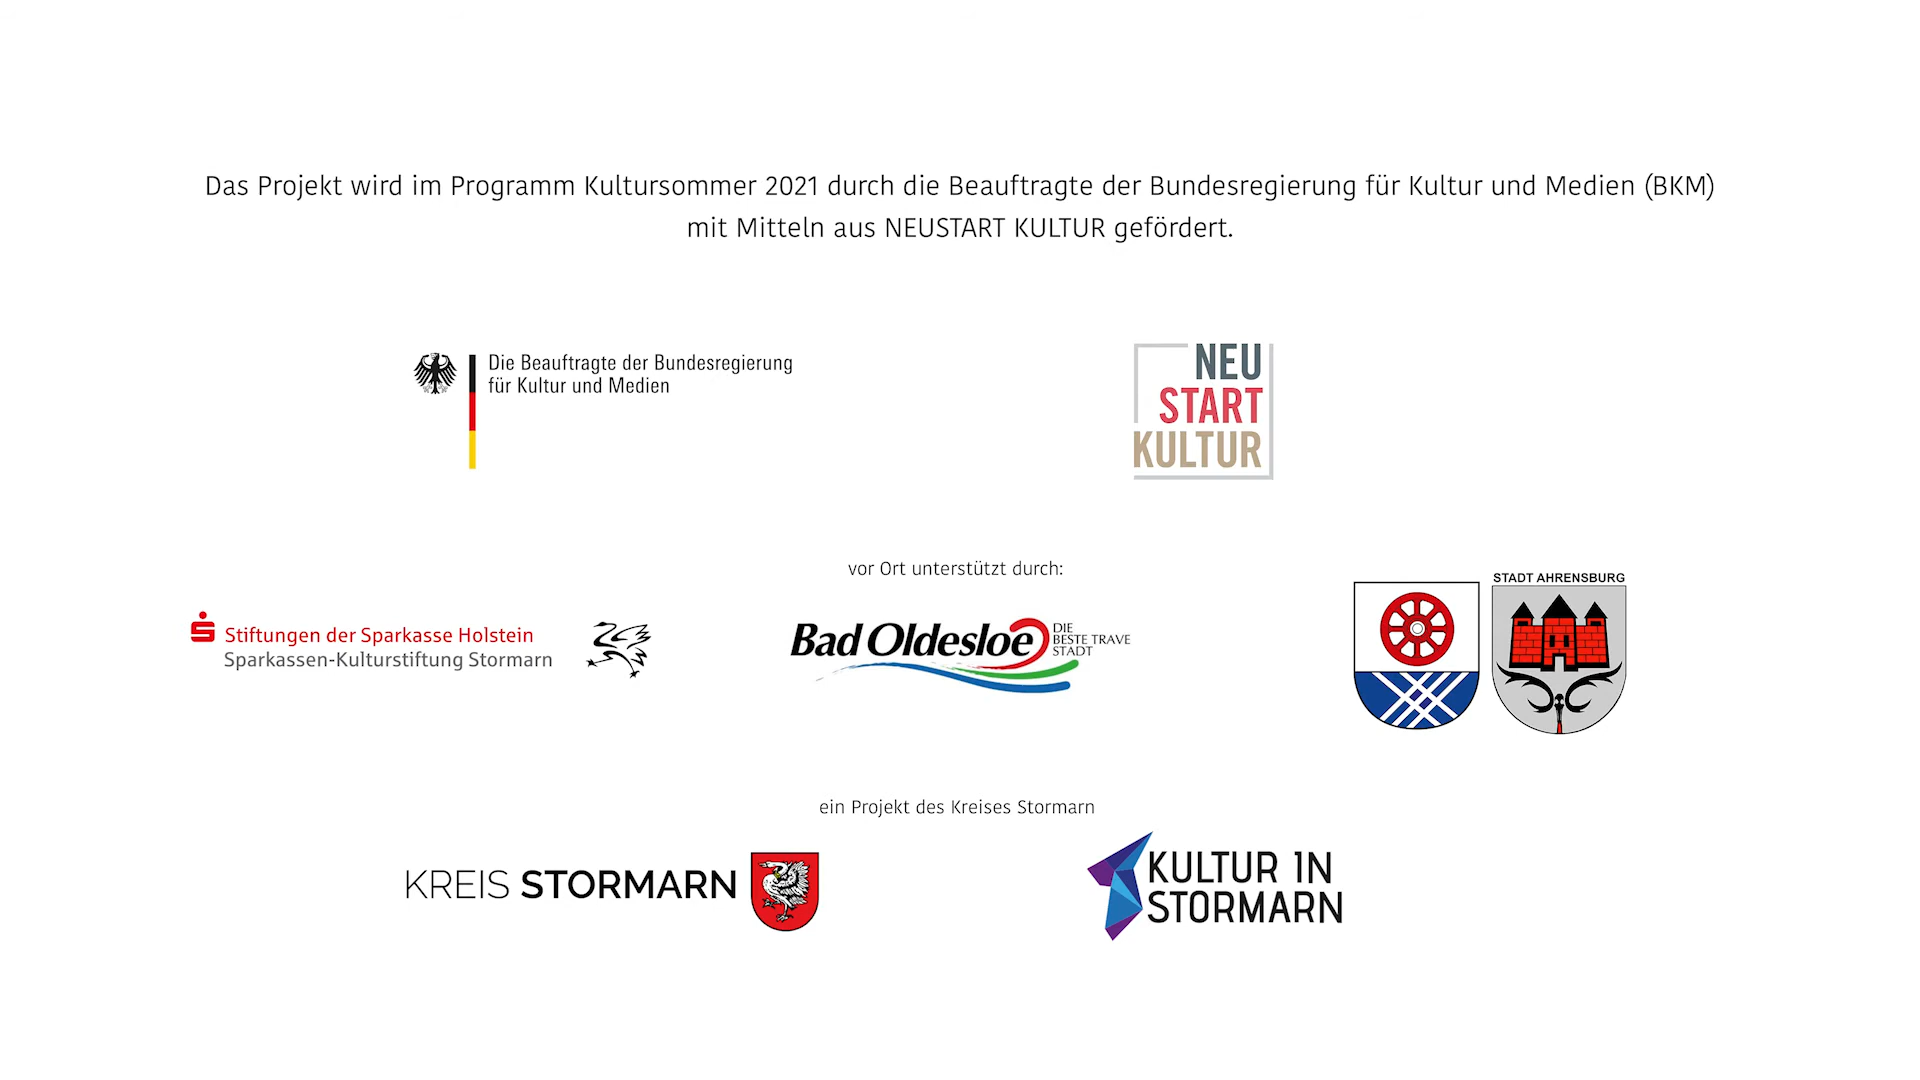 Das Projekt wird im Programm Kultursommer 2021 durch die Beauftragte der Bundesregierung für Kultur und Medien (BKM)
mit Mitteln aus NEUSTART KULTUR gefördert.
Die Beauftragte der Bundesregierung
für Kultur und Medien
NEU
START
KULTUR
vor Ort unterstützt durch:
Stiftungen der Sparkasse Holstein
Sparkassen-Kulturstiftung Stormarn
Bad Oldesloe
DIE
BESTE TRAVE
STADT
STADT AHRENSBURG
ein Projekt des Kreises Stormarn
KREIS STORMARN
KULTUR IN
STORMARN